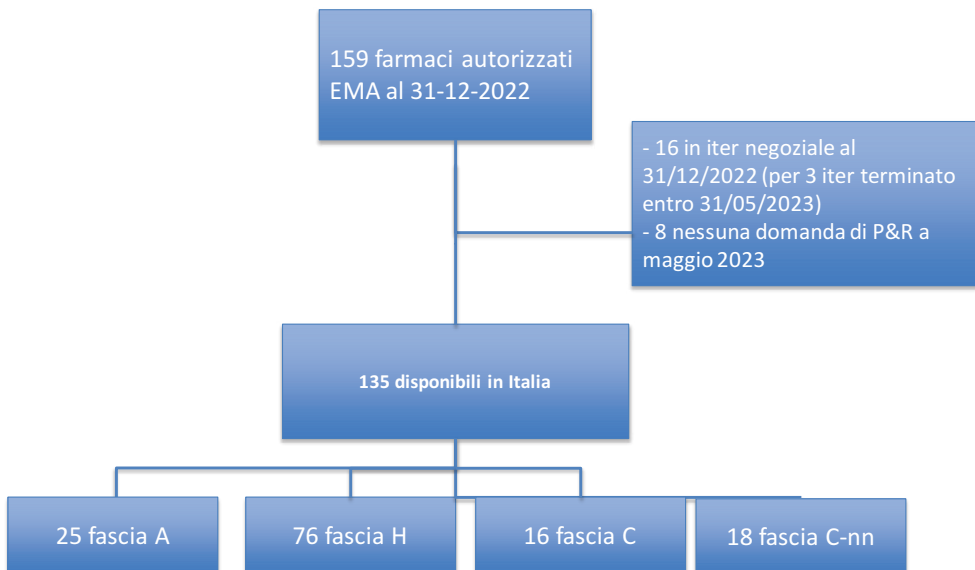 159 farmaci autorizzati
EMA al 31-12-2022
- 16 in iter negoziale al
31/12/2022 (per 3 iter terminato
entro 31/05/2023)
- 8 nessuna domanda di P&R a
maggio 2023
135 disponibili in Italia
25 fascia A
76 fascia H
16 fascia C
18 fascia C-nn